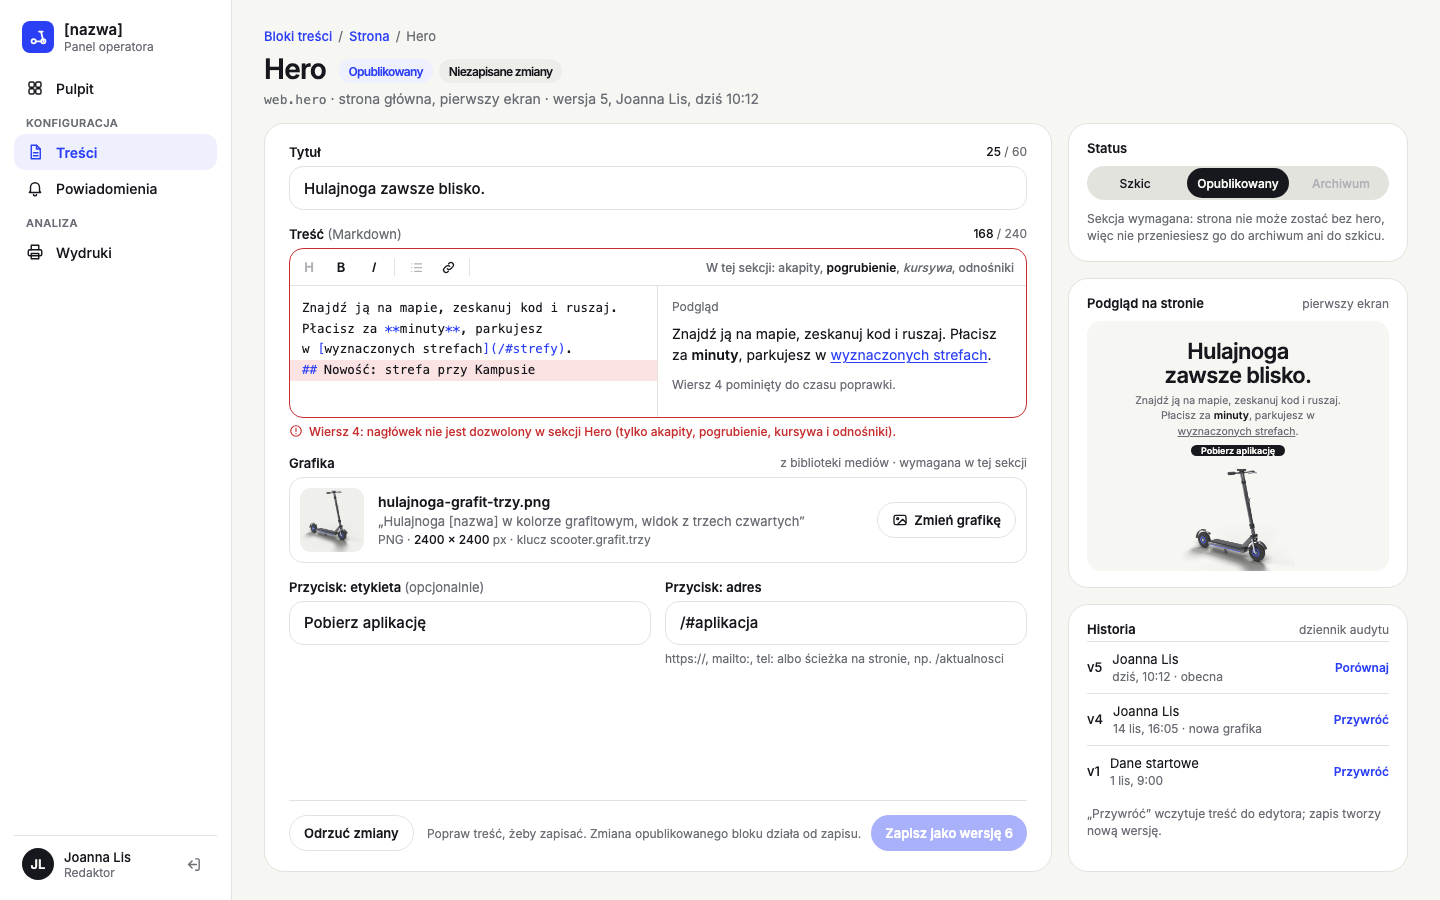 [nazwa]
Panel operatora
Pulpit
KONFIGURACJA
Treści
Powiadomienia
ANALIZA
Wydruki
JL
Joanna Lis
Redaktor
Bloki treści / Strona / Hero
Hero Opublikowany Niezapisane zmiany
web.hero · strona główna, pierwszy ekran · wersja 5, Joanna Lis, dziś 10:12
Tytuł 25 / 60
Hulajnoga zawsze blisko.
Treść (Markdown) 168 / 240
H B I W tej sekcji: akapity, pogrubienie, kursywa, odnośniki
Znajdź ją na mapie, zeskanuj kod i ruszaj.
Płacisz za **minuty**, parkujesz
w [wyznaczonych strefach](/#strefy).
## Nowość: strefa przy Kampusie
Podgląd
Znajdź ją na mapie, zeskanuj kod i ruszaj. Płacisz
za minuty, parkujesz w wyznaczonych strefach.
Wiersz 4 pominięty do czasu poprawki.
Wiersz 4: nagłówek nie jest dozwolony w sekcji Hero (tylko akapity, pogrubienie, kursywa i odnośniki).
Grafika z biblioteki mediów · wymagana w tej sekcji
hulajnoga-grafit-trzy.png
„Hulajnoga [nazwa] w kolorze grafitowym, widok z trzech czwartych”
PNG · 2400 × 2400 px · klucz scooter.grafit.trzy
Zmień grafikę
Przycisk: etykieta (opcjonalnie)
Pobierz aplikację
Przycisk: adres
/#aplikacja
https://, mailto:, tel: albo ścieżka na stronie, np. /aktualnosci
Odrzuć zmiany
Popraw treść, żeby zapisać. Zmiana opublikowanego bloku działa od zapisu.
Zapisz jako wersję 6
Status
Szkic Opublikowany Archiwum
Sekcja wymagana: strona nie może zostać bez hero,
więc nie przeniesiesz go do archiwum ani do szkicu.
Podgląd na stronie pierwszy ekran
Hulajnoga
zawsze blisko.
Znajdź ją na mapie, zeskanuj kod i ruszaj.
Płacisz za minuty, parkujesz w
wyznaczonych strefach.
Pobierz aplikację
Historia dziennik audytu
v5 Joanna Lis
dziś, 10:12 · obecna
Porównaj
v4 Joanna Lis
14 lis, 16:05 · nowa grafika
Przywróć
v1 Dane startowe
1 lis, 9:00
Przywróć
„Przywróć” wczytuje treść do edytora; zapis tworzy
nową wersję.